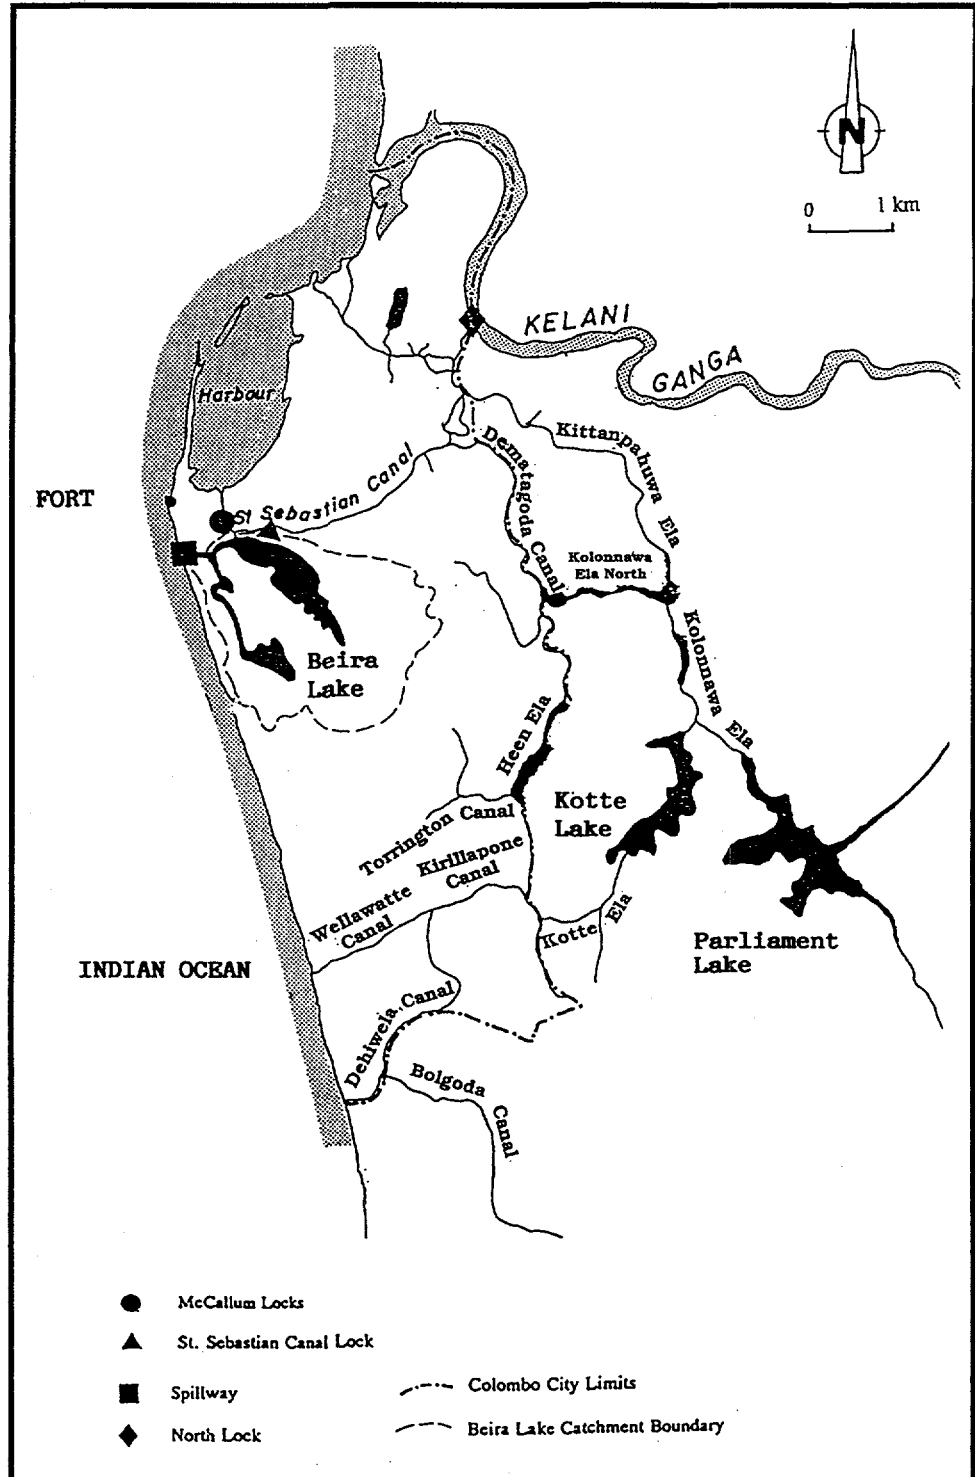 N
0 1 km
KELANI
GANGA
Harbour
Kittanpahuwa Ela
Dematagoda Canal
St Sebastian Canal
FORT
Kolonnawa
Ela North
Kolonnawa Ela
Beira
Lake
Heen Ela
Kotte
Lake
Torrington Canal
Kirillapone
Canal
Wellawatte
Canal
Kotte Ela
Parliament
Lake
INDIAN OCEAN
Dehiwela Canal
Bolgoda Canal
McCallum Locks
St. Sebastian Canal Lock
Spillway
Colombo City Limits
North Lock
Beira Lake Catchment Boundary